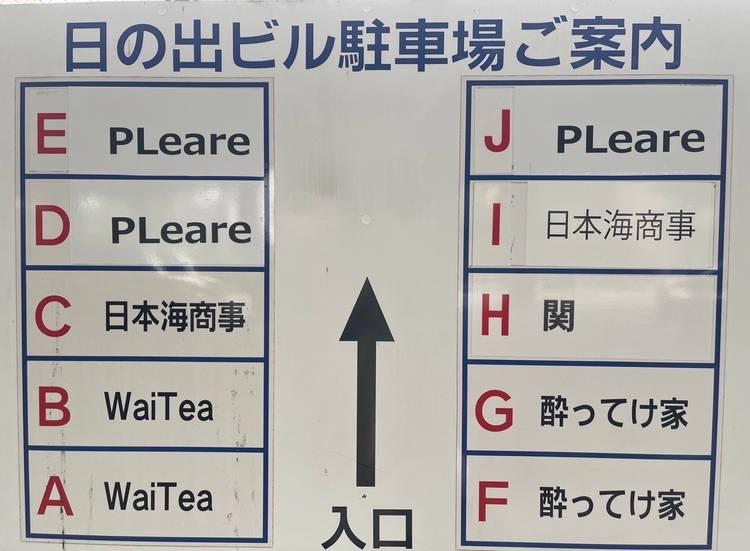 日の出ビル駐車場ご案内
E PLeare
D PLeare
C 日本海商事
B WaiTea
A WaiTea
J PLeare
I 日本海商事
H 関
G 酔ってけ家
F 酔ってけ家
入口